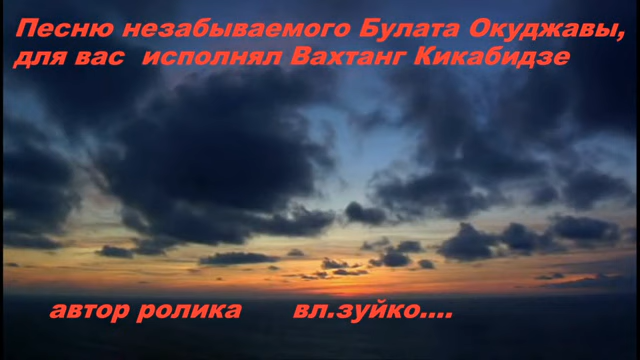 Песню незабываемого Булата Окуджавы,
для вас исполнял Вахтанг Кикабидзе
автор ролика вл.зуйко....